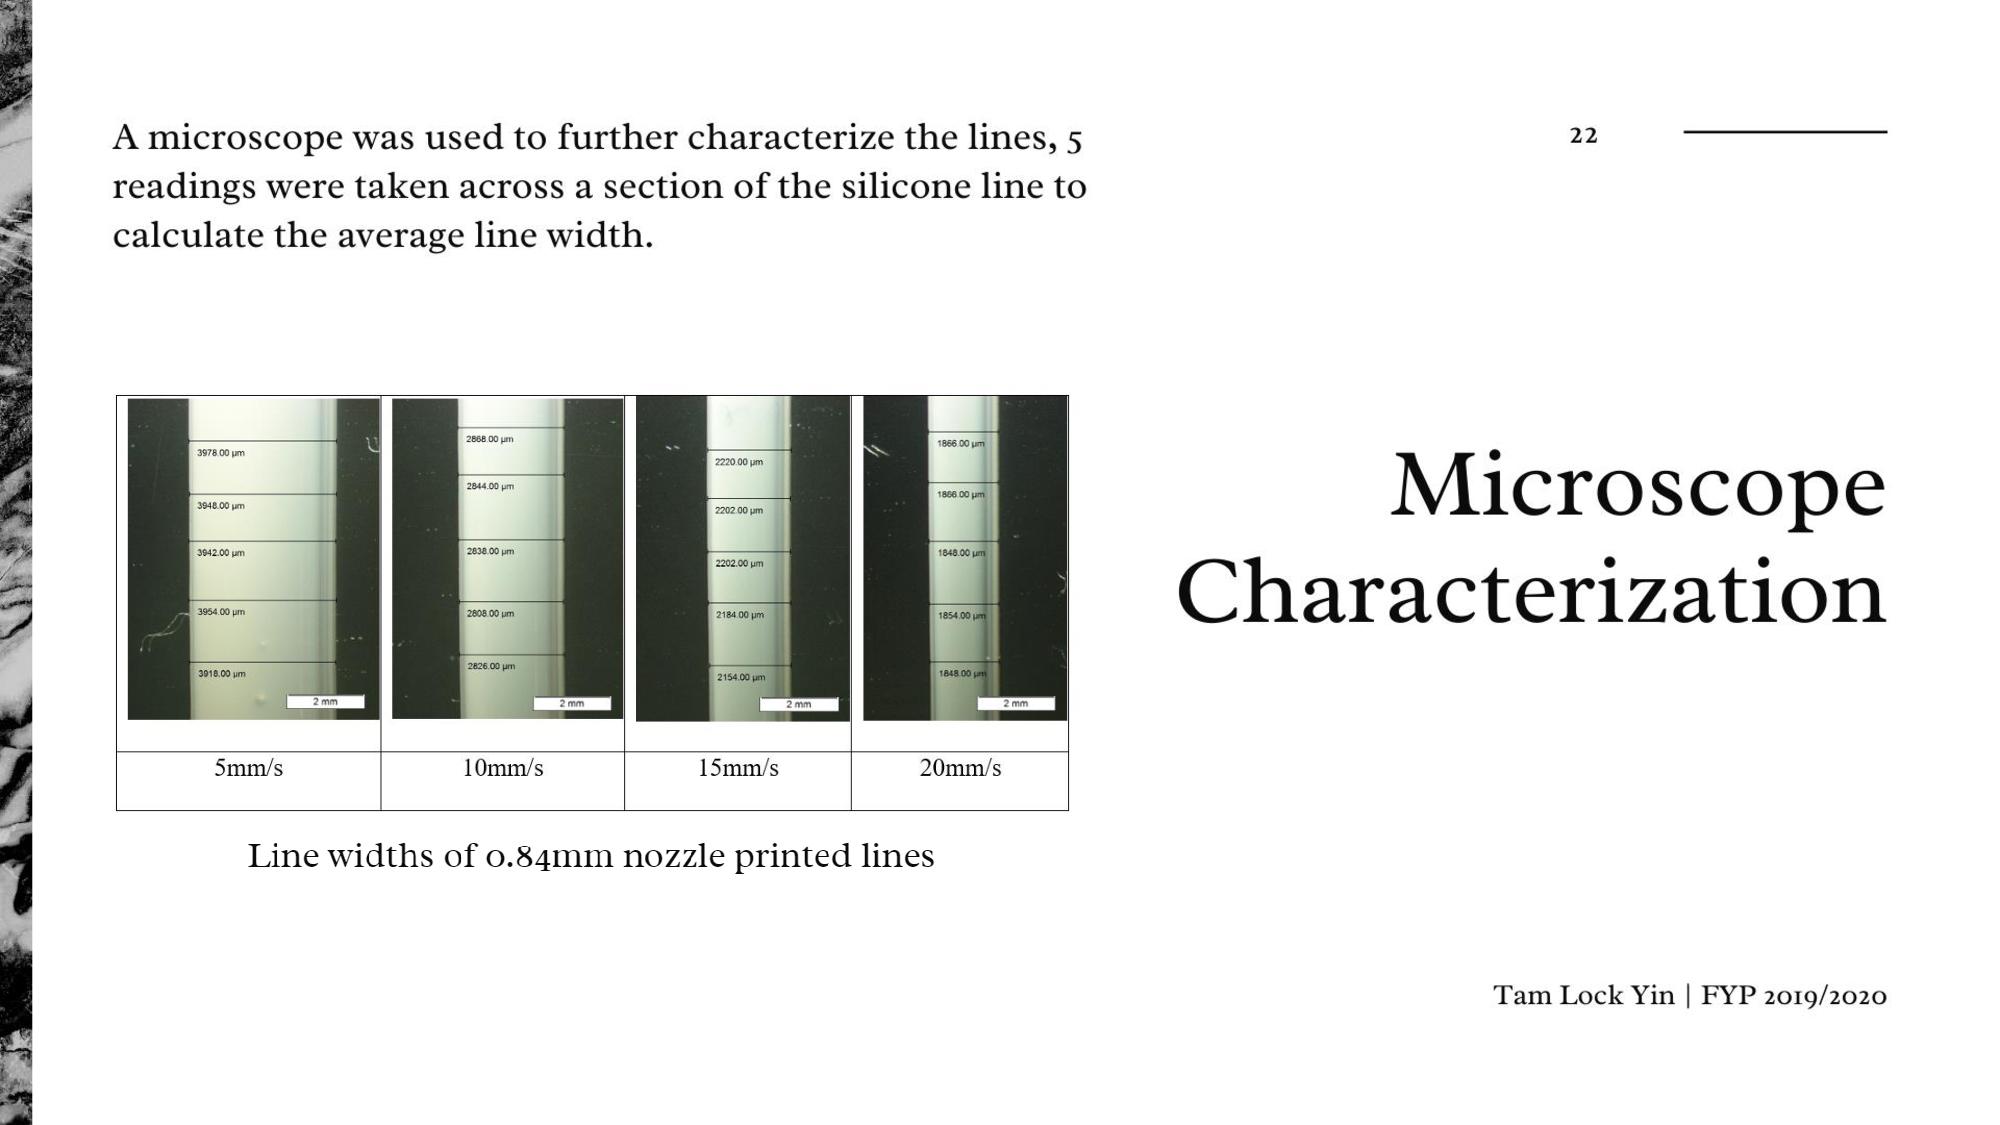 A microscope was used to further characterize the lines, 5
readings were taken across a section of the silicone line to
calculate the average line width.
22
Microscope
Characterization
3978.00 µm
3948.00 µm
3942.00 µm
3954.00 µm
3918.00 µm
2 mm
2868.00 µm
2844.00 µm
2838.00 µm
2808.00 µm
2826.00 µm
2 mm
2220.00 µm
2202.00 µm
2202.00 µm
2184.00 µm
2154.00 µm
2 mm
1866.00 µm
1866.00 µm
1848.00 µm
1854.00 µm
1848.00 µm
2 mm
5mm/s
10mm/s
15mm/s
20mm/s
Line widths of 0.84mm nozzle printed lines
Tam Lock Yin | FYP 2019/2020